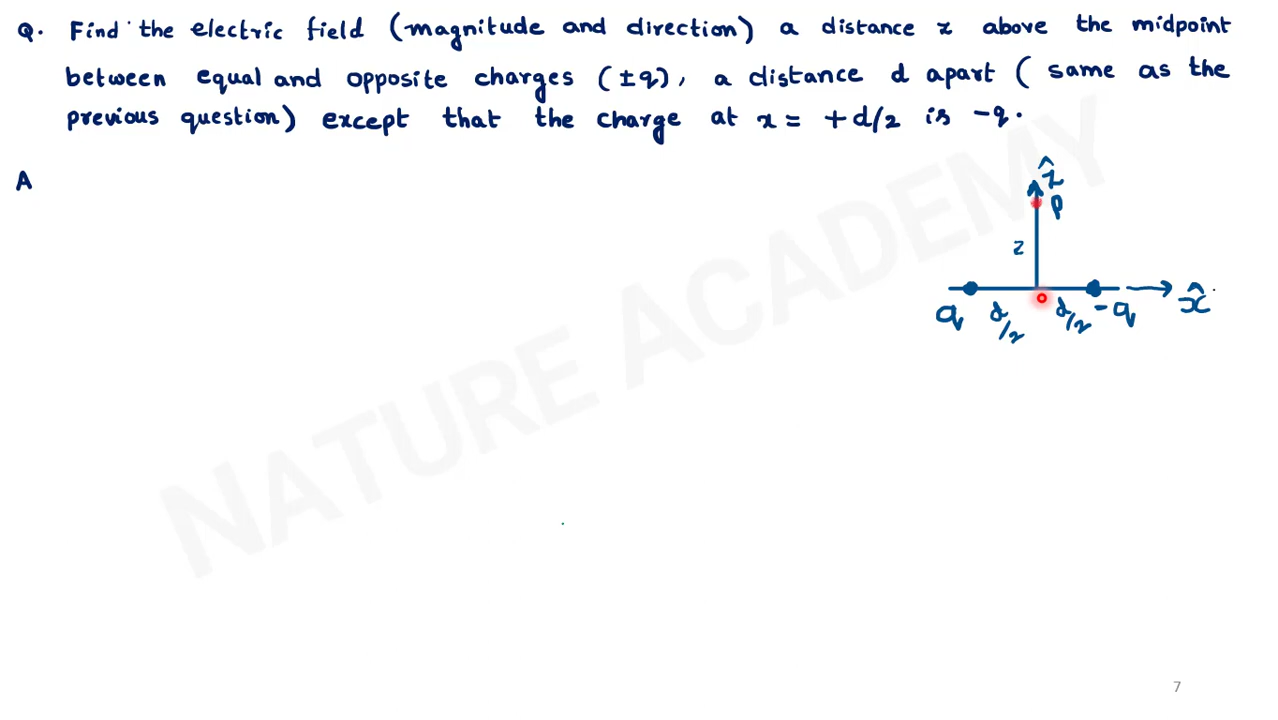 Q. Find the electric field (magnitude and direction) a distance z above the midpoint
between equal and opposite charges (±q), a distance d apart (same as the
previous question) except that the charge at x = +d/2 is -q.
A
ẑ
P
z
x̂
q d/2 d/2 -q
NATURE ACADEMY
7